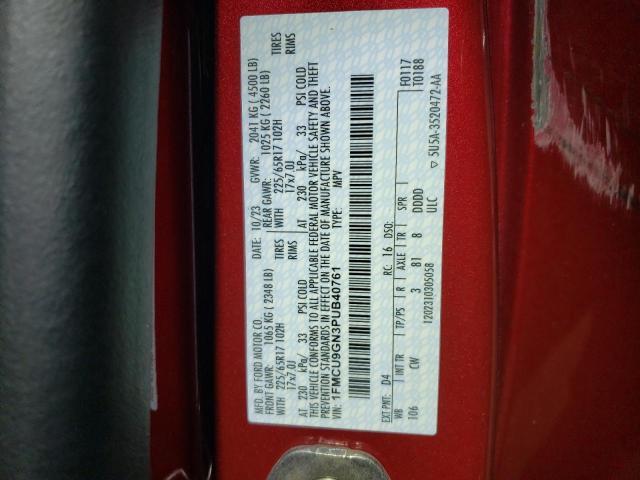 MFD. BY FORD MOTOR CO. DATE: 10/23 GVWR: 2041 KG ( 4500 LB)
FRONT GAWR: 1065 KG ( 2348 LB) REAR GAWR: 1025 KG ( 2260 LB)
WITH 225/65R17 102H TIRES WITH 225/65R17 102H TIRES
17x7.0J RIMS 17x7.0J RIMS
AT 230 kPa/ 33 PSI COLD AT 230 kPa/ 33 PSI COLD
THIS VEHICLE CONFORMS TO ALL APPLICABLE FEDERAL MOTOR VEHICLE SAFETY AND THEFT
PREVENTION STANDARDS IN EFFECT ON THE DATE OF MANUFACTURE SHOWN ABOVE.
VIN: 1FMCU9GN3PUB40761 TYPE: MPV
EXT PNT: D4 RC: 16 DSO: F0117
T0188
WB INT TR TP/PS R AXLE TR SPR
106 CW 3 81 8 DDDD
1202310305058 ULC ▽ 5U5A-3520472-AA